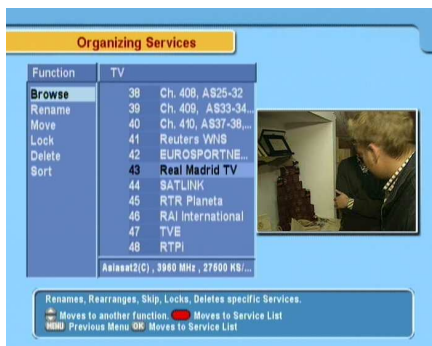 Organizing Services
Function TV
Browse
Rename
Move
Lock
Delete
Sort
38 Ch. 408, AS25-32
39 Ch. 409, AS33-34...
40 Ch. 410, AS37-38,...
41 Reuters WNS
42 EUROSPORTNE...
43 Real Madrid TV
44 SATLINK
45 RTR Planeta
46 RAI International
47 TVE
48 RTPi
Asiasat2(C) , 3960 MHz , 27500 KS/...
Renames, Rearranges, Skip, Locks, Deletes specific Services.
Moves to another function. Moves to Service List
MENU Previous Menu OK Moves to Service List